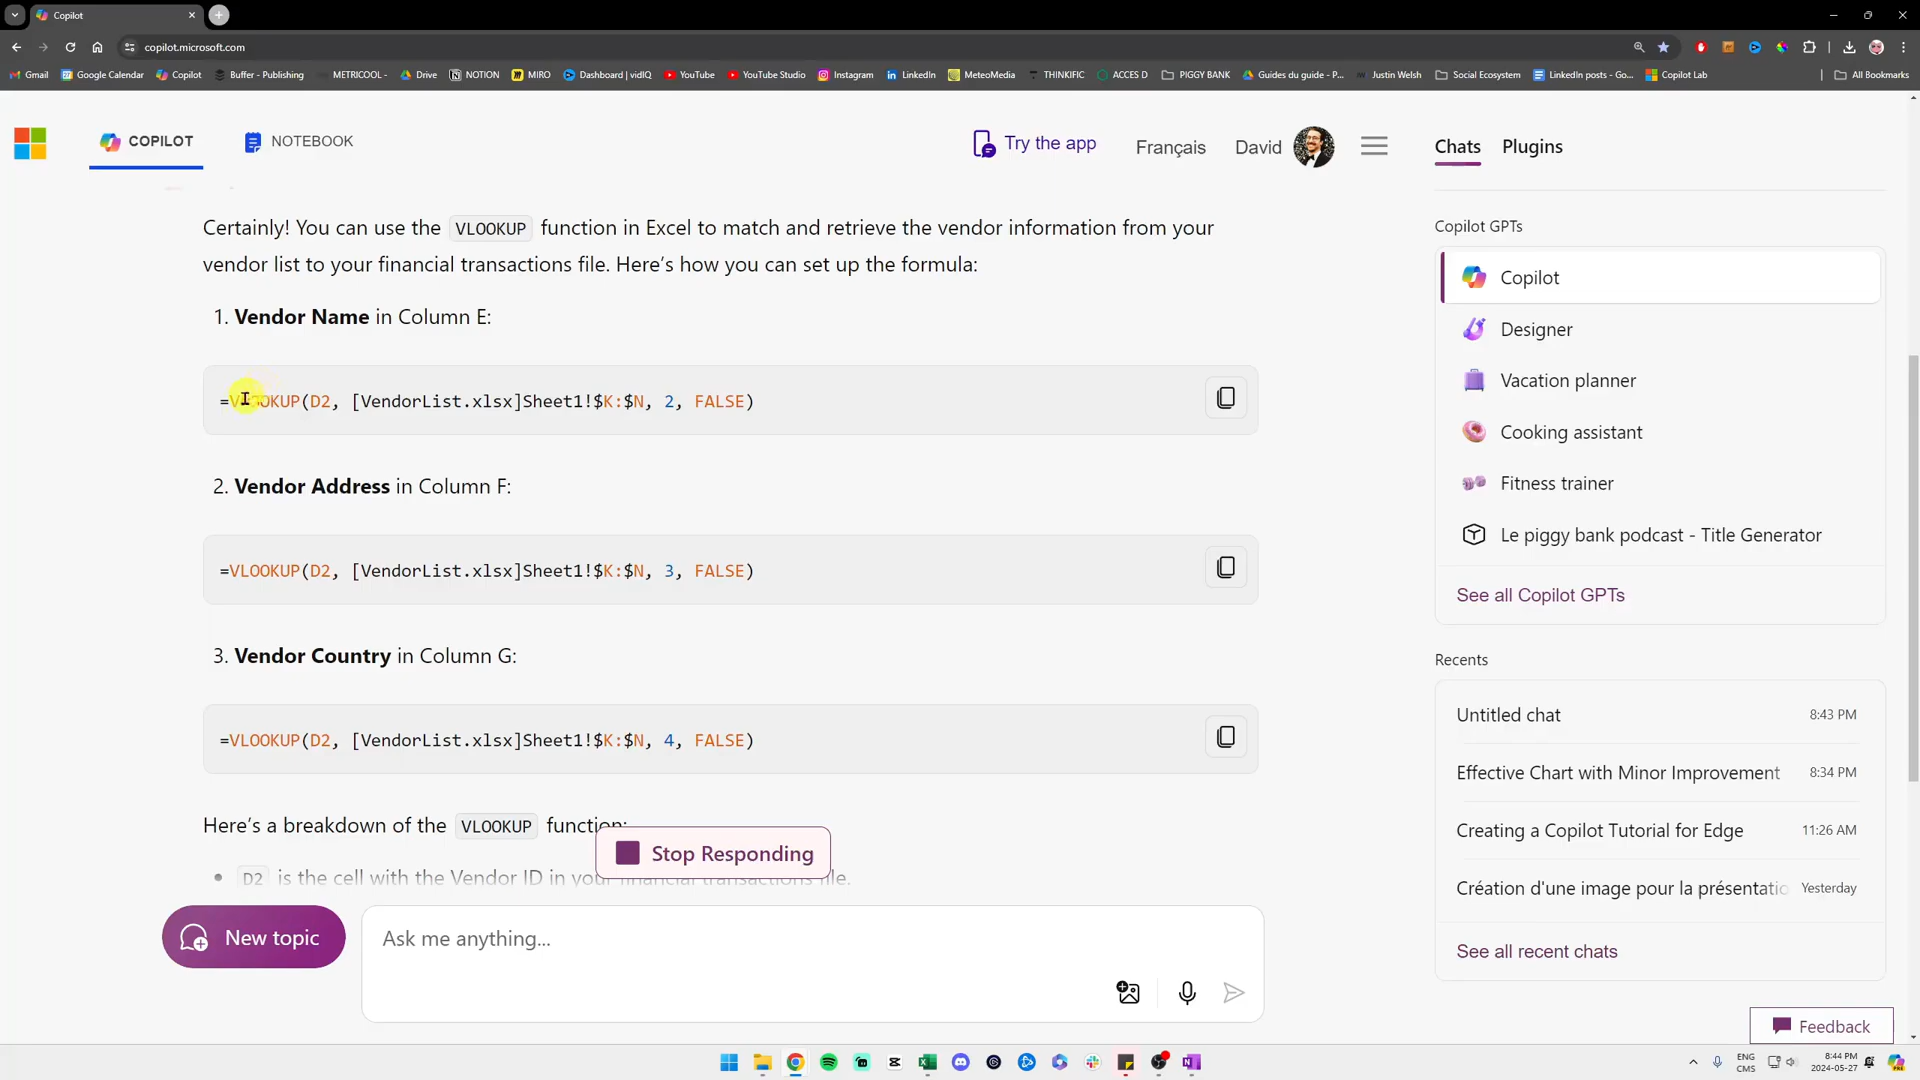 Copilot
copilot.microsoft.com
Gmail
Google Calendar
Copilot
Buffer - Publishing
METRICOOL -
Drive
NOTION
MIRO
Dashboard | vidIQ
YouTube
YouTube Studio
Instagram
LinkedIn
MeteoMedia
THINKIFIC
ACCES D
PIGGY BANK
Guides du guide - P...
Justin Welsh
Social Ecosystem
LinkedIn posts - Go...
Copilot Lab
All Bookmarks
COPILOT
NOTEBOOK
Try the app
Français
David
Chats
Plugins
Certainly! You can use the VLOOKUP function in Excel to match and retrieve the vendor information from your
vendor list to your financial transactions file. Here's how you can set up the formula:
1. Vendor Name in Column E:
=VLOOKUP(D2, [VendorList.xlsx]Sheet1!$K:$N, 2, FALSE)
2. Vendor Address in Column F:
=VLOOKUP(D2, [VendorList.xlsx]Sheet1!$K:$N, 3, FALSE)
3. Vendor Country in Column G:
=VLOOKUP(D2, [VendorList.xlsx]Sheet1!$K:$N, 4, FALSE)
Here's a breakdown of the VLOOKUP function:
• D2 is the cell with the Vendor ID in your financial transactions file.
Stop Responding
New topic
Ask me anything...
Copilot GPTs
Copilot
Designer
Vacation planner
Cooking assistant
Fitness trainer
Le piggy bank podcast - Title Generator
See all Copilot GPTs
Recents
Untitled chat 8:43 PM
Effective Chart with Minor Improvement 8:34 PM
Creating a Copilot Tutorial for Edge 11:26 AM
Création d'une image pour la présentatio Yesterday
See all recent chats
Feedback
ENG
CMS
8:44 PM
2024-05-27